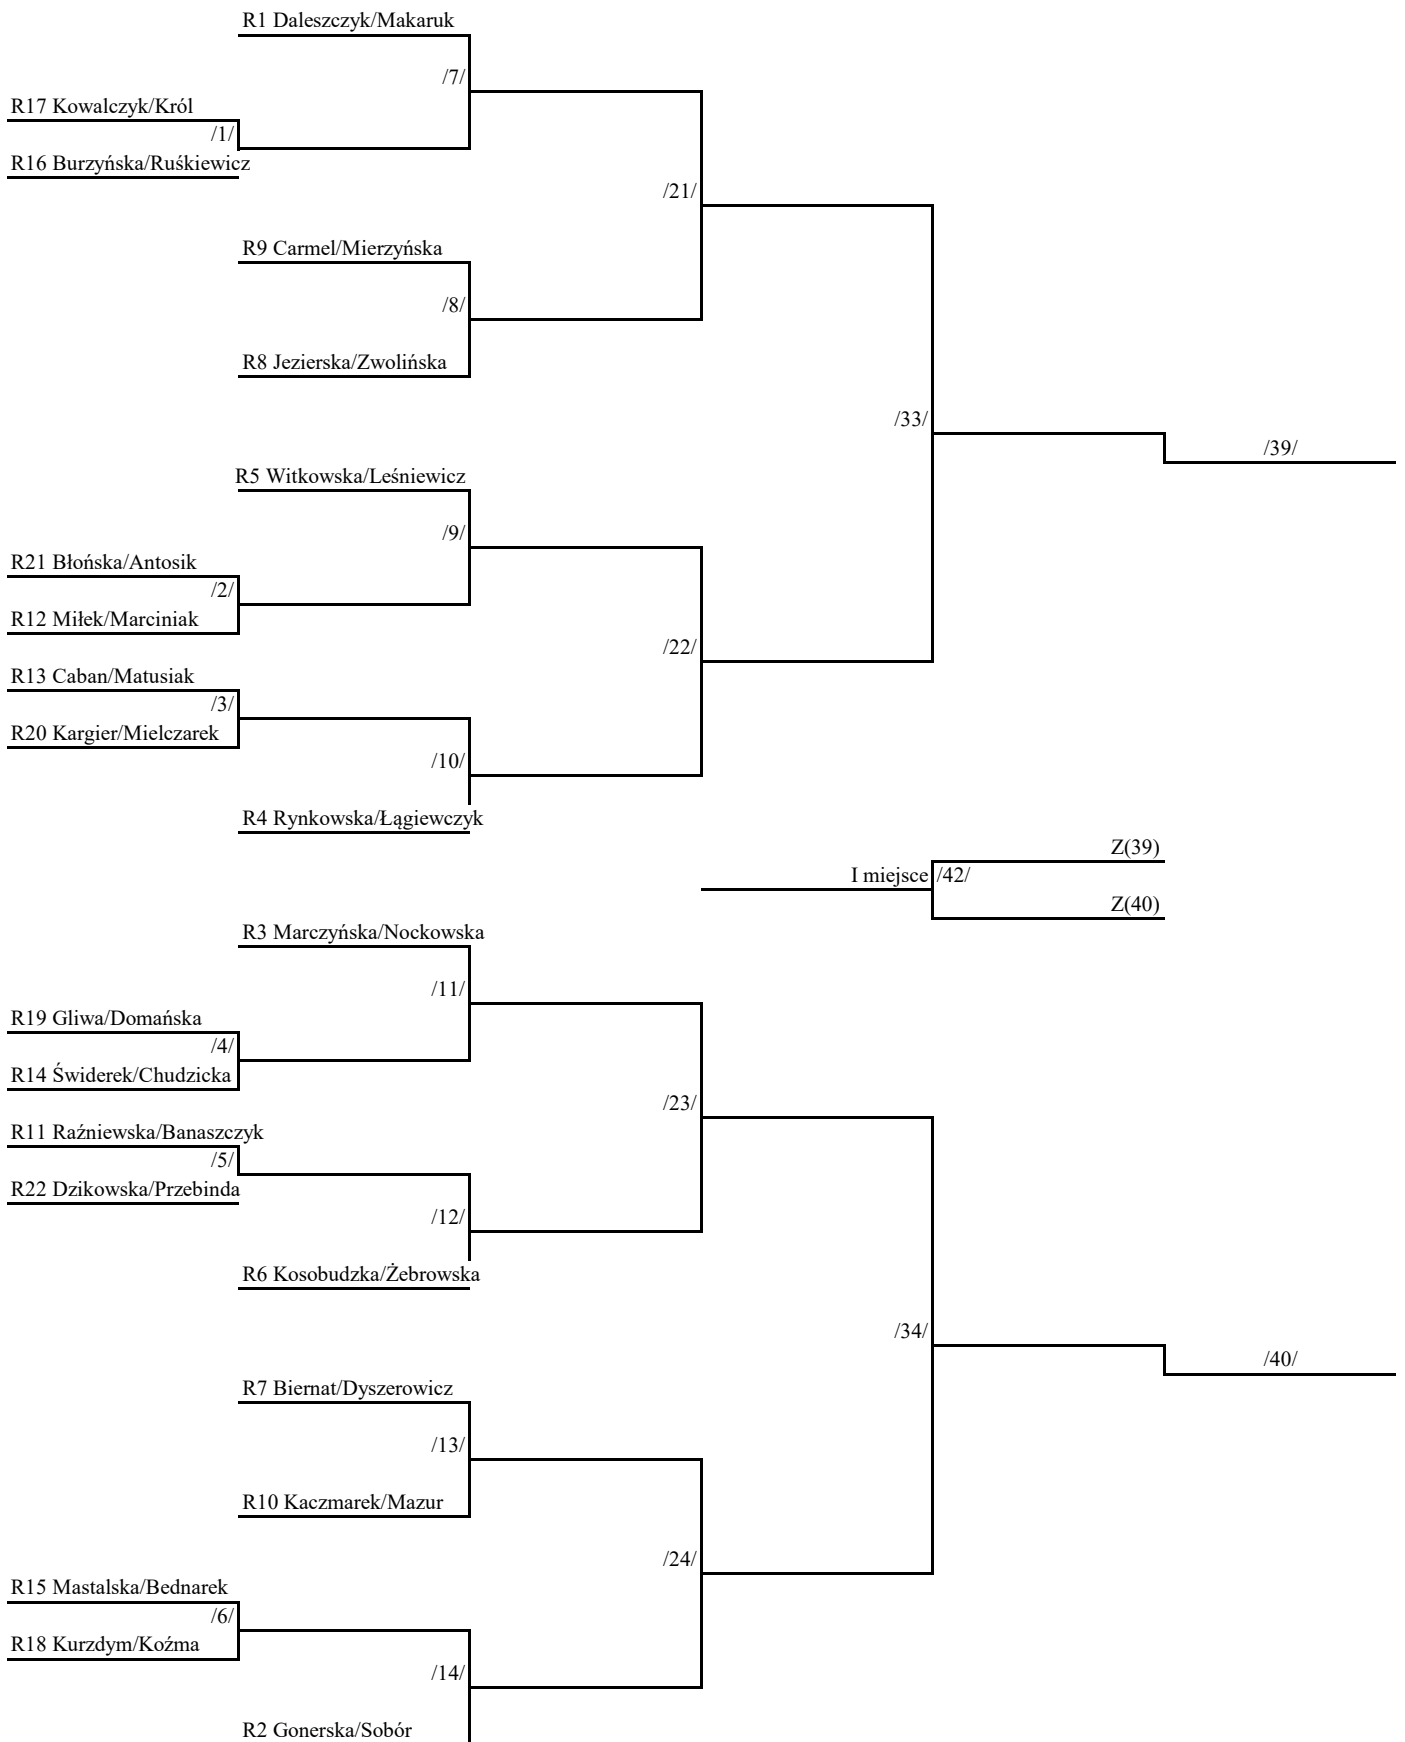 R1 Daleszczyk/Makaruk
/7/
R17 Kowalczyk/Król
/1/
R16 Burzyńska/Ruśkiewicz
/21/
R9 Carmel/Mierzyńska
/8/
R8 Jezierska/Zwolińska
/33/
/39/
R5 Witkowska/Leśniewicz
/9/
R21 Błońska/Antosik
/2/
R12 Miłek/Marciniak
/22/
R13 Caban/Matusiak
/3/
R20 Kargier/Mielczarek
/10/
R4 Rynkowska/Łągiewczyk
Z(39)
I miejsce /42/
Z(40)
R3 Marczyńska/Nockowska
/11/
R19 Gliwa/Domańska
/4/
R14 Świderek/Chudzicka
/23/
R11 Raźniewska/Banaszczyk
/5/
R22 Dzikowska/Przebinda
/12/
R6 Kosobudzka/Żebrowska
/34/
/40/
R7 Biernat/Dyszerowicz
/13/
R10 Kaczmarek/Mazur
/24/
R15 Mastalska/Bednarek
/6/
R18 Kurzdym/Koźma
/14/
R2 Gonerska/Sobór